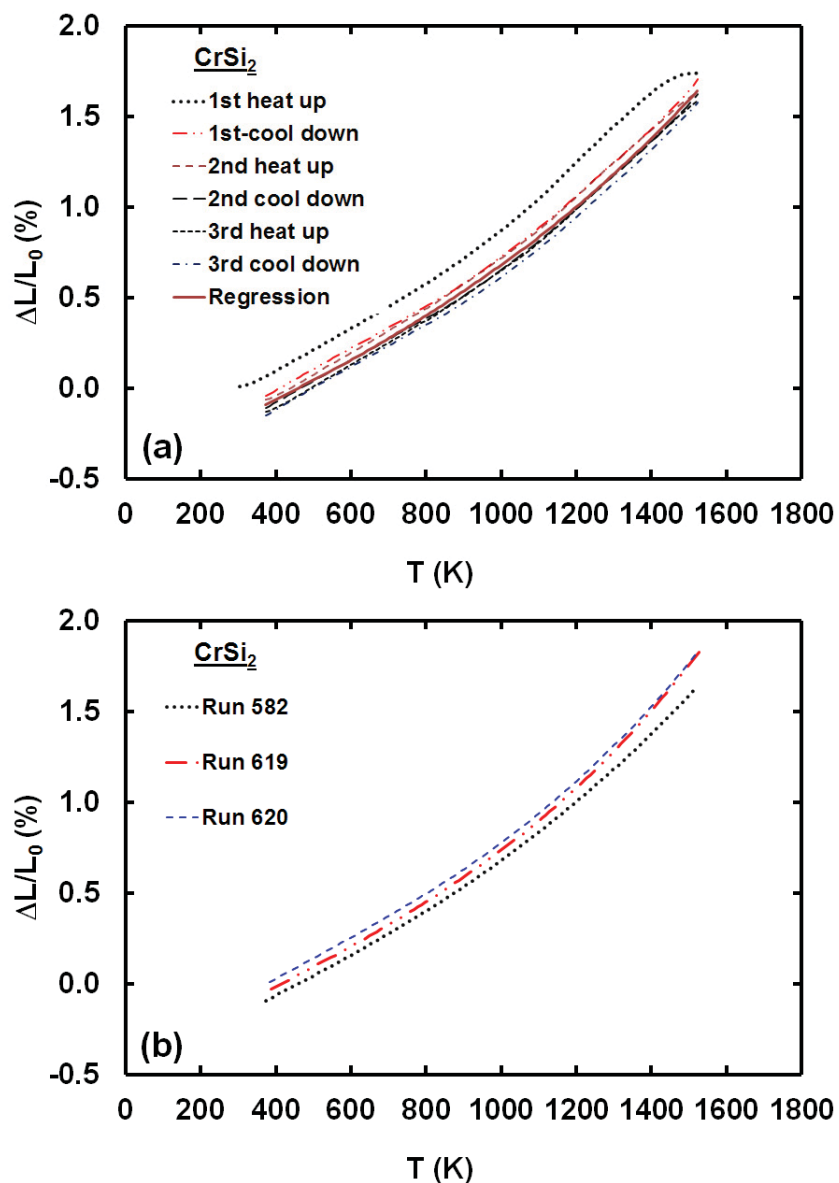 2.0
CrSi₂
1st heat up
1.5
1st-cool down
2nd heat up
2nd cool down
1.0
3rd heat up
3rd cool down
Regression
0.5
0.0
(a)
-0.5
0 200 400 600 800 1000 1200 1400 1600 1800
ΔL/L₀ (%)
T (K)
2.0
CrSi₂
Run 582
1.5
Run 619
1.0
Run 620
0.5
0.0
(b)
-0.5
0 200 400 600 800 1000 1200 1400 1600 1800
ΔL/L₀ (%)
T (K)